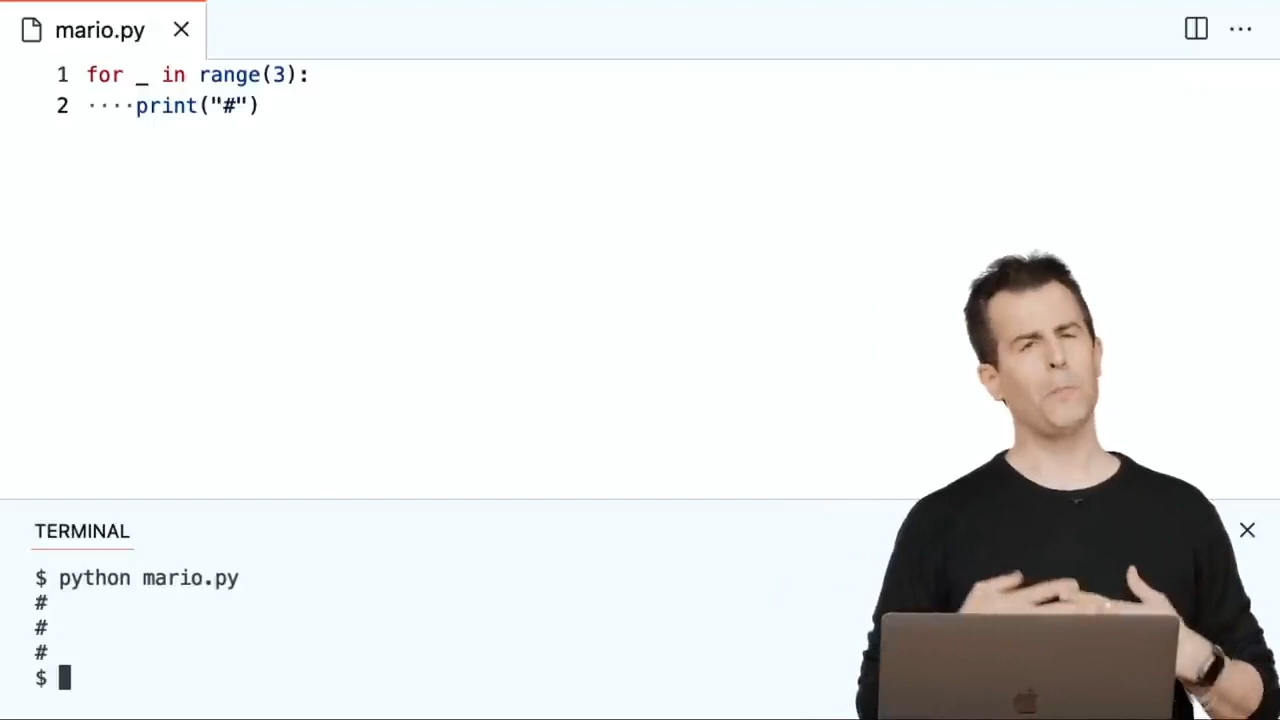 mario.py
1 for _ in range(3):
2 ····print("#")
TERMINAL
$ python mario.py
#
#
#
$